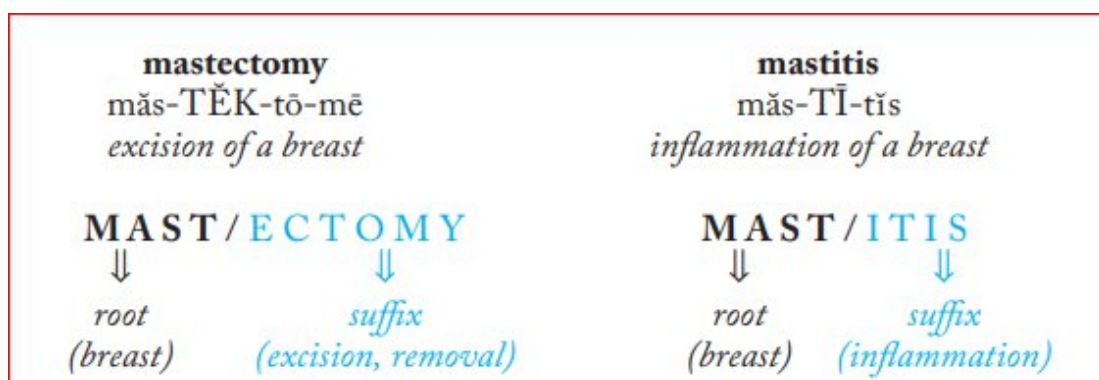 mastectomy
măs-TĔK-tō-mē
excision of a breast
MAST/ECTOMY
⇓ ⇓
root suffix
(breast) (excision, removal)
mastitis
măs-TĪ-tĭs
inflammation of a breast
MAST/ITIS
⇓ ⇓
root suffix
(breast) (inflammation)